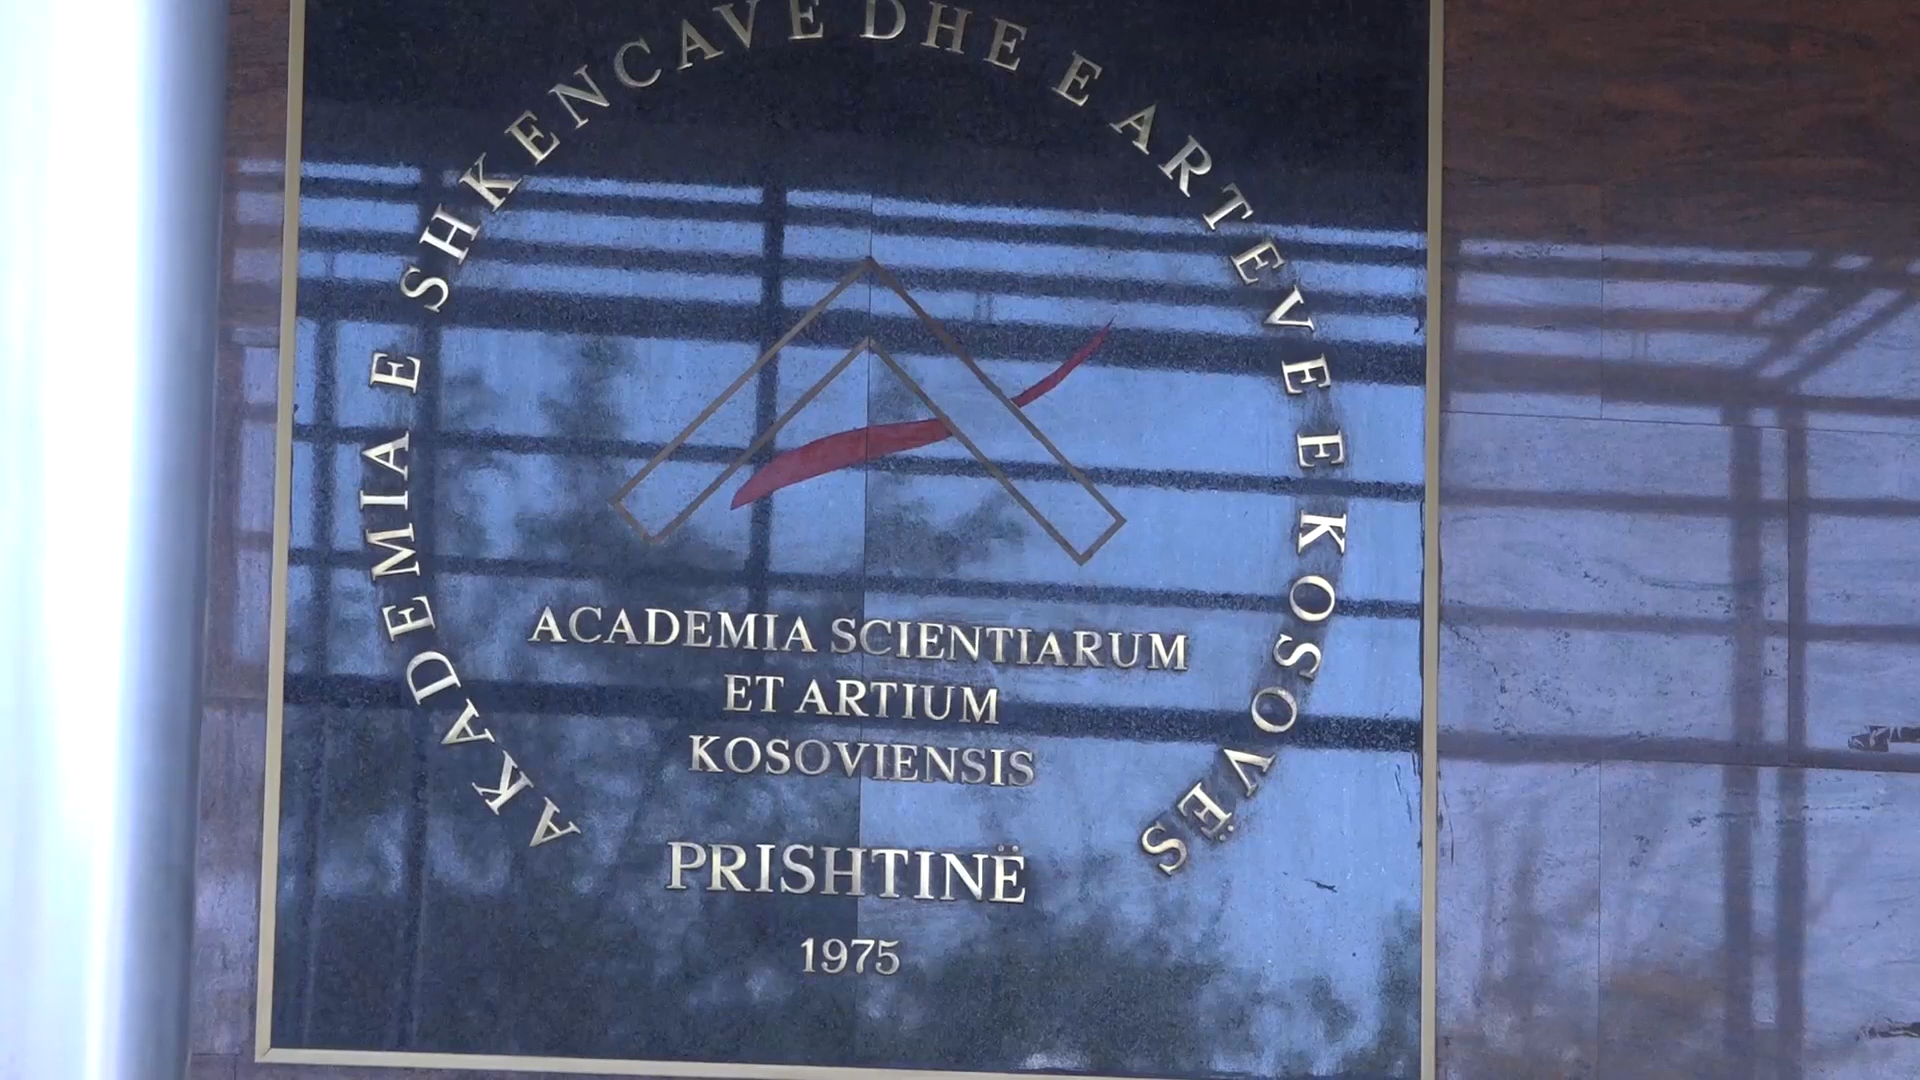 AKADEMIA E SHKENCAVE DHE E ARTEVE E KOSOVËS
ACADEMIA SCIENTIARUM
ET ARTIUM
KOSOVIENSIS
PRISHTINË
1975